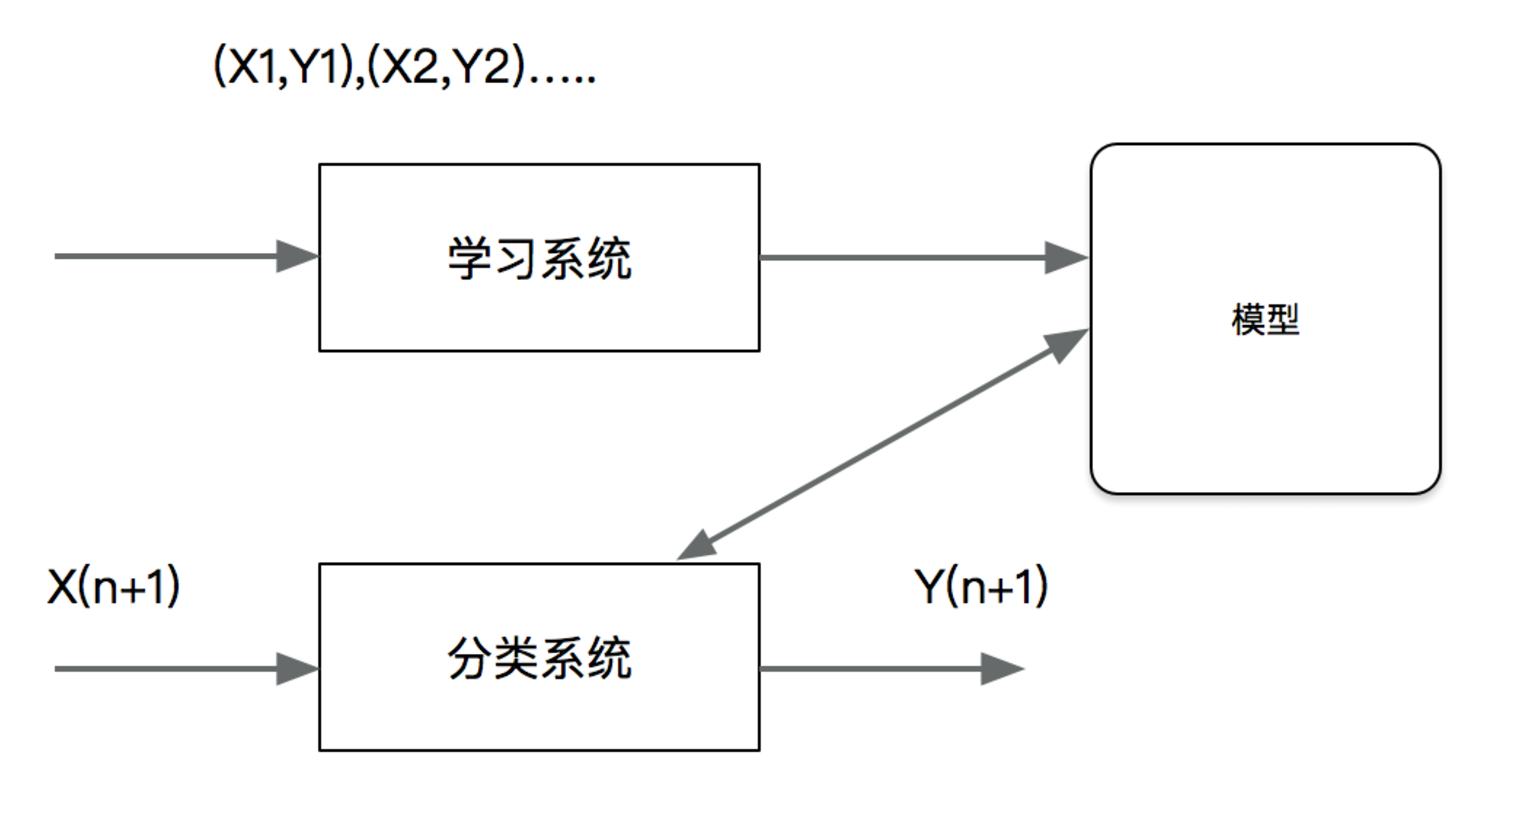 (X1,Y1),(X2,Y2).....
学习系统
模型
X(n+1)
Y(n+1)
分类系统